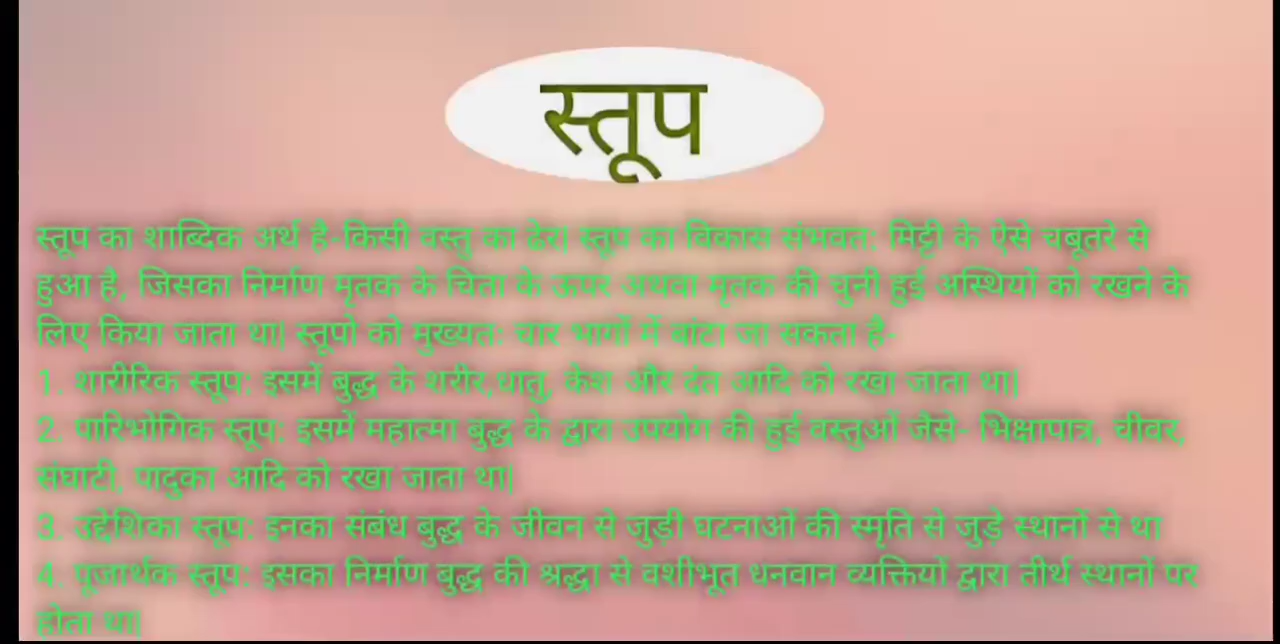 स्तूप
स्तूप का शाब्दिक अर्थ है-किसी वस्तु का ढेर| स्तूप का विकास संभवत: मिट्टी के ऐसे चबूतरे से
हुआ है, जिसका निर्माण मृतक के चिता के ऊपर अथवा मृतक की चुनी हुई अस्थियों को रखने के
लिए किया जाता था| स्तूपो को मुख्यत: चार भागों में बांटा जा सकता है-
1. शारीरिक स्तूप: इसमें बुद्ध के शरीर,धातु, केश और दंत आदि को रखा जाता था|
2. पारिभोगिक स्तूप: इसमें महात्मा बुद्ध के द्वारा उपयोग की हुई वस्तुओं जैसे- भिक्षापात्र, चीवर,
संघाटी, पादुका आदि को रखा जाता था|
3. उद्देशिका स्तूप: इनका संबंध बुद्ध के जीवन से जुड़ी घटनाओं की स्मृति से जुडे स्थानों से था
4. पूजार्थक स्तूप: इसका निर्माण बुद्ध की श्रद्धा से वशीभूत धनवान व्यक्तियों द्वारा तीर्थ स्थानों पर
होता था|